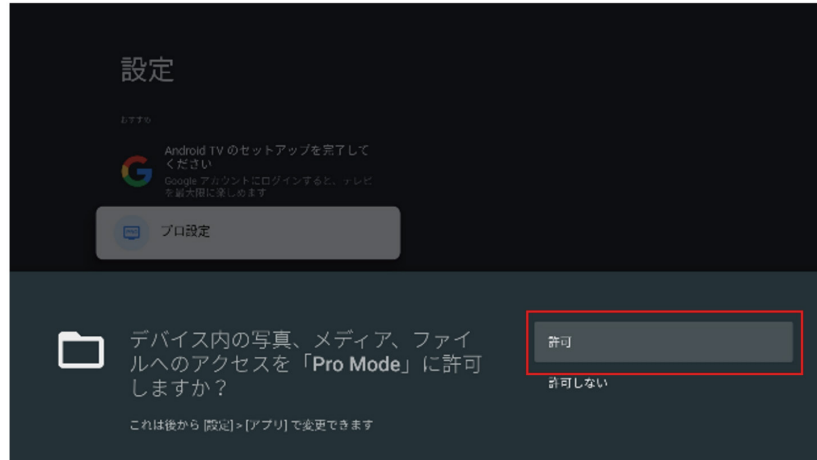 設定
おすすめ
Android TV のセットアップを完了して
ください
Google アカウントにログインすると、テレビ
を最大限に楽しめます
プロ設定
デバイス内の写真、メディア、ファイ
ルへのアクセスを「Pro Mode」に許可
しますか？
これは後から [設定] > [アプリ] で変更できます
許可
許可しない